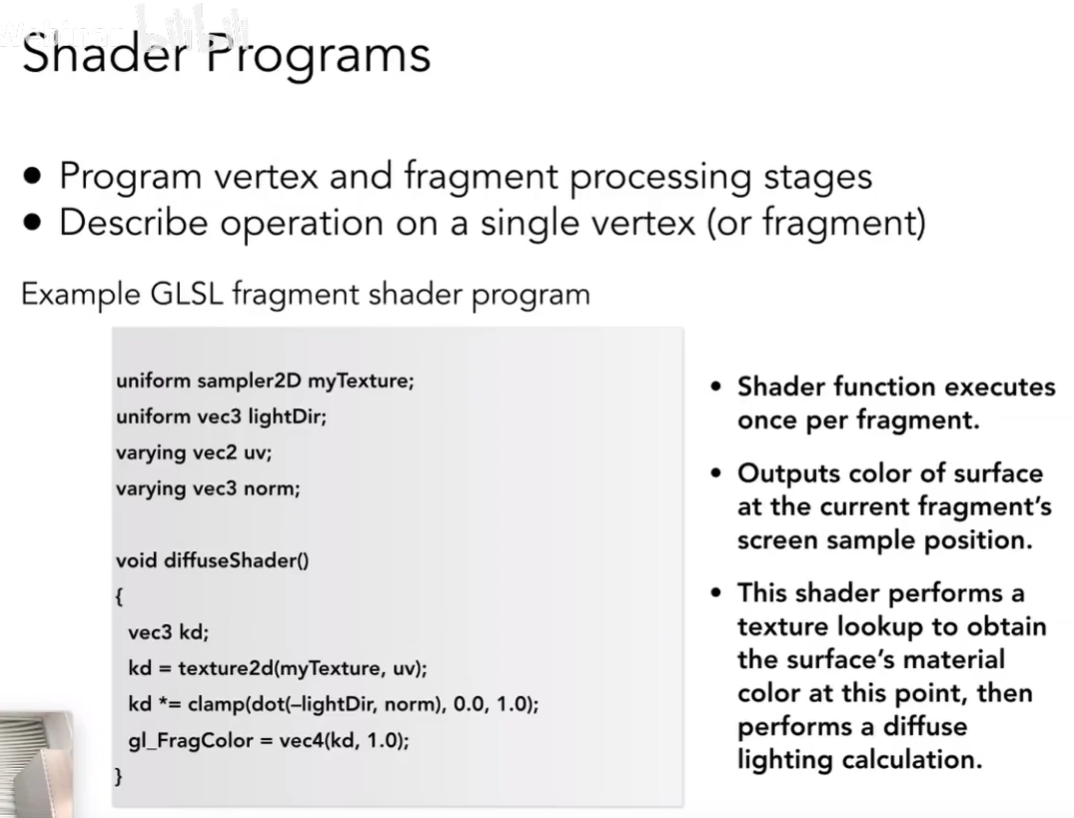 Shader Programs
● Program vertex and fragment processing stages
● Describe operation on a single vertex (or fragment)
Example GLSL fragment shader program
uniform sampler2D myTexture;
uniform vec3 lightDir;
varying vec2 uv;
varying vec3 norm;
void diffuseShader()
{
vec3 kd;
kd = texture2d(myTexture, uv);
kd *= clamp(dot(–lightDir, norm), 0.0, 1.0);
gl_FragColor = vec4(kd, 1.0);
}
• Shader function executes
once per fragment.
• Outputs color of surface
at the current fragment’s
screen sample position.
• This shader performs a
texture lookup to obtain
the surface’s material
color at this point, then
performs a diffuse
lighting calculation.